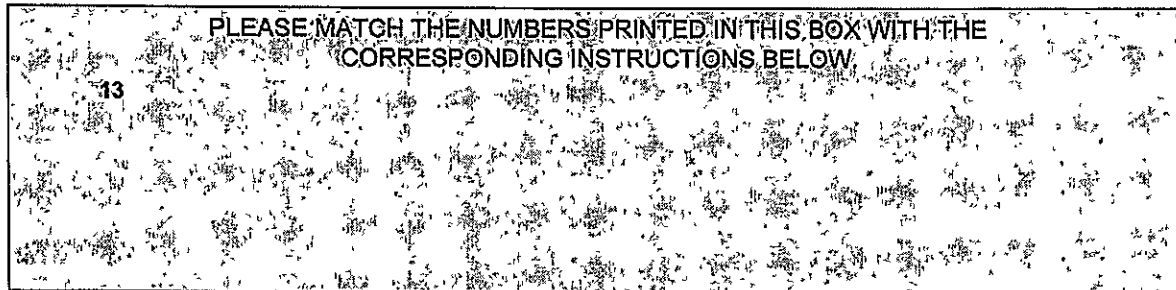 PLEASE MATCH THE NUMBERS PRINTED IN THIS BOX WITH THE
CORRESPONDING INSTRUCTIONS BELOW.
13